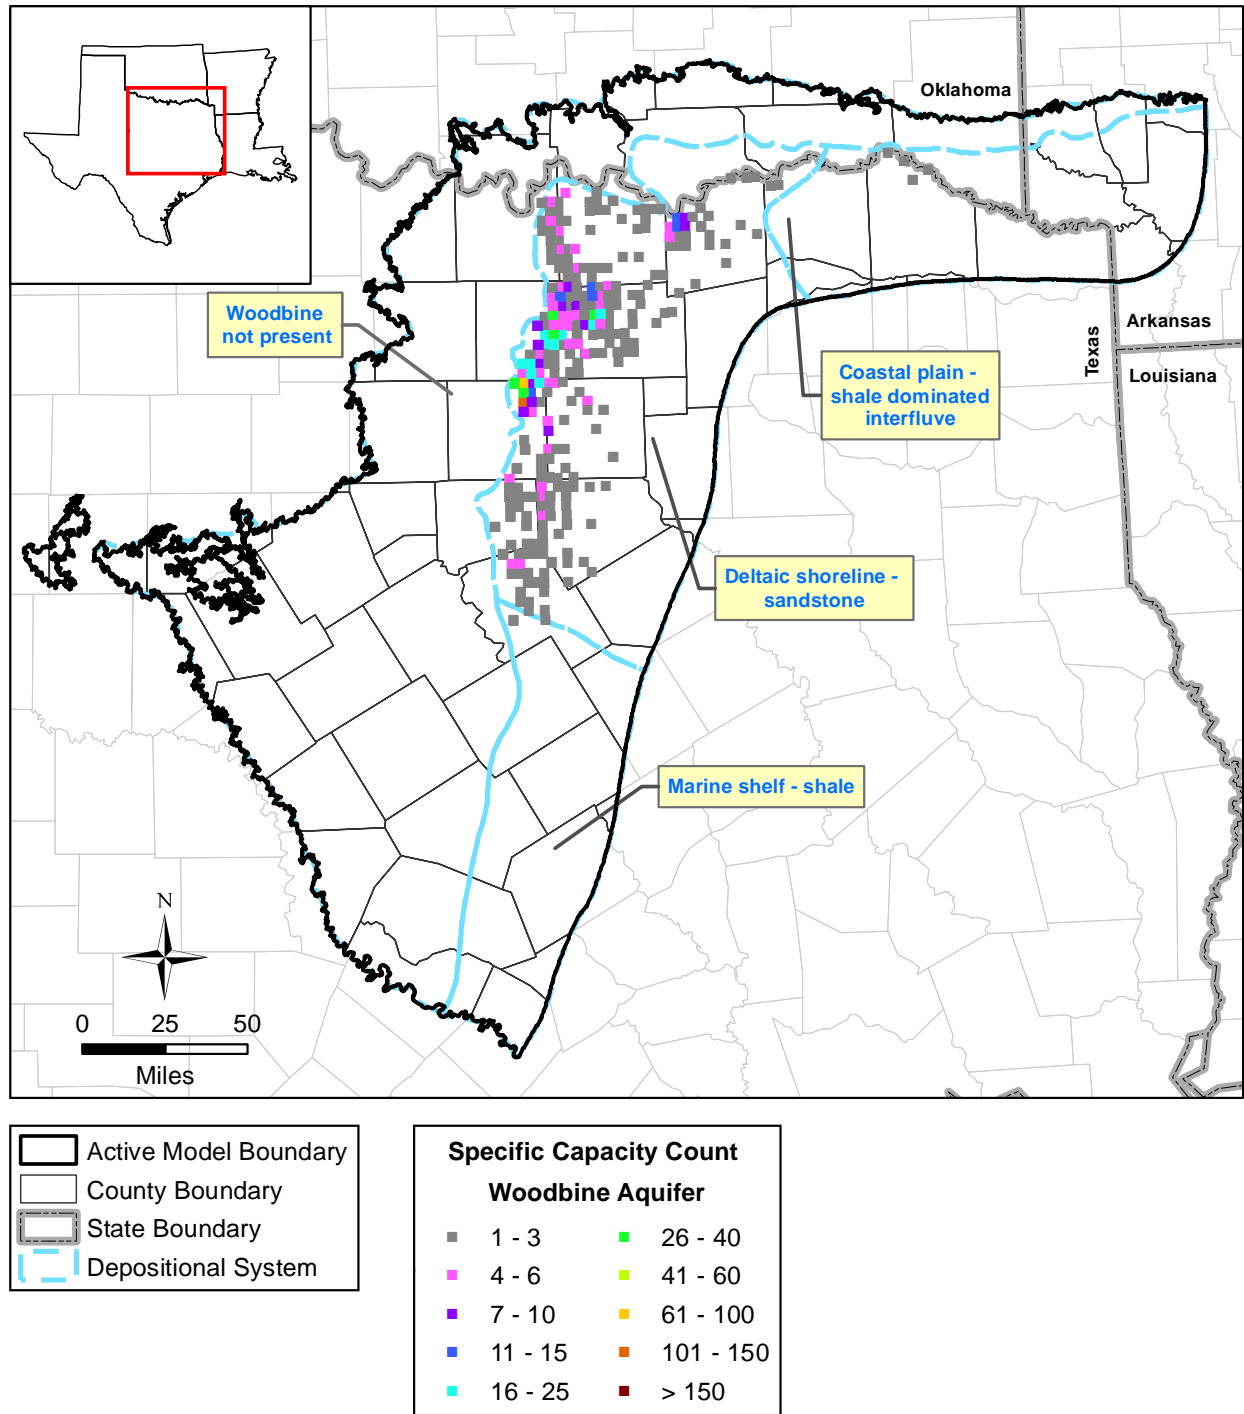 Oklahoma
Woodbine
not present
Arkansas
Texas
Louisiana
Coastal plain -
shale dominated
interfluve
Deltaic shoreline -
sandstone
Marine shelf - shale
N
0 25 50
Miles
Active Model Boundary
County Boundary
State Boundary
Depositional System
Specific Capacity Count
Woodbine Aquifer
1 - 3
4 - 6
7 - 10
11 - 15
16 - 25
26 - 40
41 - 60
61 - 100
101 - 150
> 150